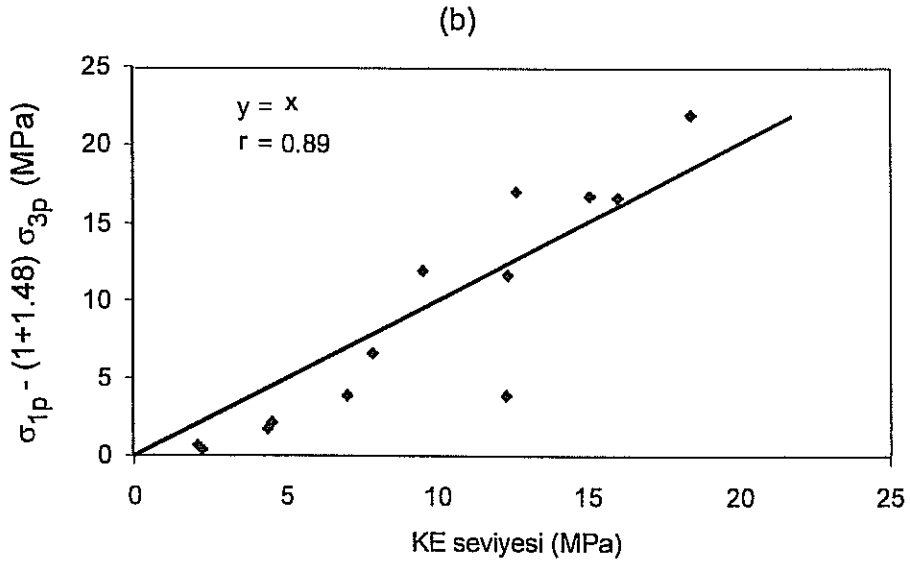 (b)
25
20
15
10
5
0
y = x
r = 0.89
σ1p - (1+1.48) σ3p (MPa)
0 5 10 15 20 25
KE seviyesi (MPa)